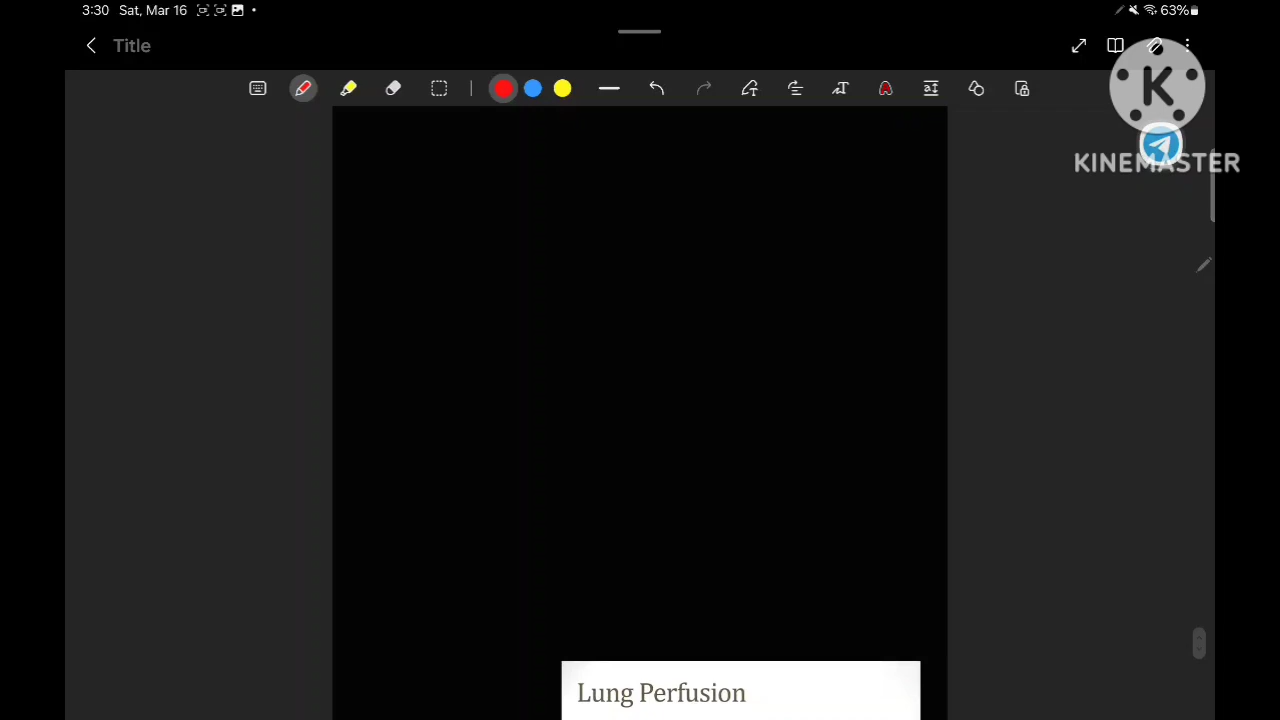 3:30 Sat, Mar 16
63%
Title
KINEMASTER
Lung Perfusion